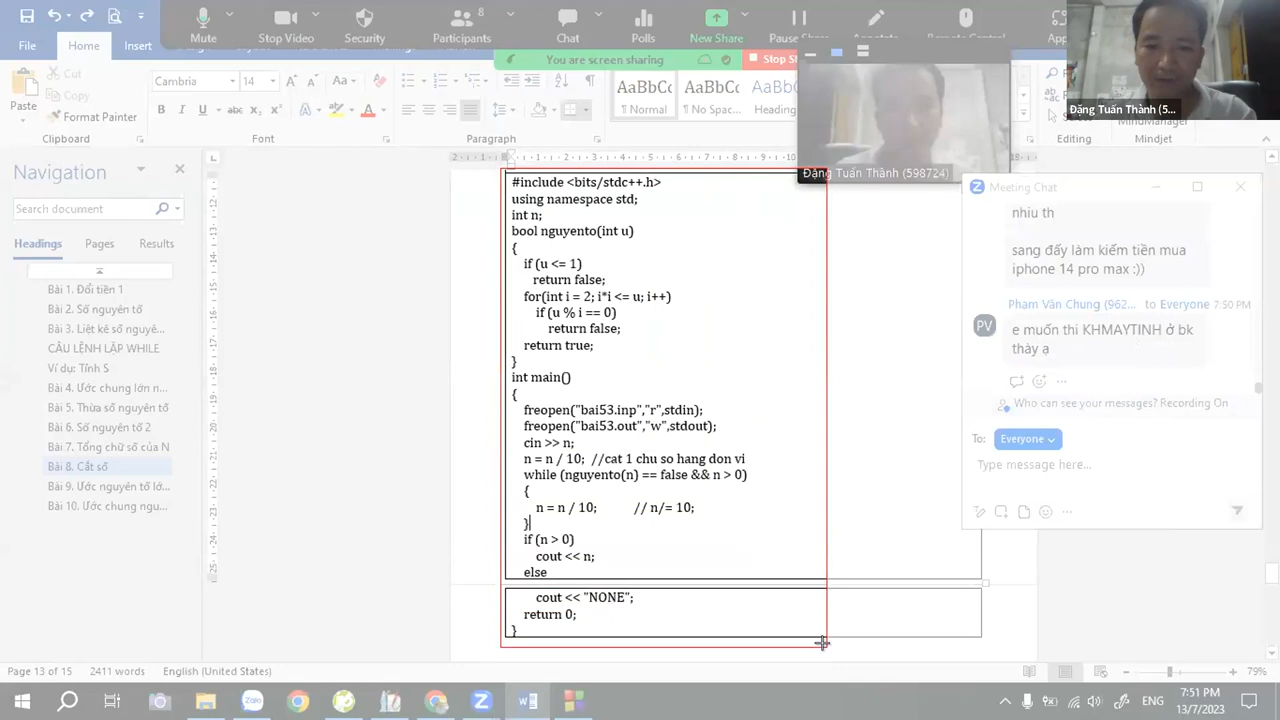 Mute
Stop Video
Security
Participants
8
Chat
Polls
New Share
Pause Share
Annotate
Remote Control
You are screen sharing
Stop Sh
File
Home
Insert
Cut
Copy
Paste
Format Painter
Cambria
14
AaBbCc
AaBbCc
AaBbC
¶ Normal
¶ No Spac...
Heading
Clipboard
Font
Paragraph
Editing
MindManager
Mindjet
Đặng Tuấn Thành (5...
Đặng Tuấn Thành (598724)
Navigation
Search document
Headings
Pages
Results
Bài 1. Đổi tiền 1
Bài 2. Số nguyên tố
Bài 3. Liệt kê số nguyê...
CÂU LỆNH LẶP WHILE
Ví dụ: Tính S
Bài 4. Ước chung lớn n...
Bài 5. Thừa số nguyên tố
Bài 6. Số nguyên tố 2
Bài 7. Tổng chữ số của N
Bài 8. Cắt số
Bài 9. Ước nguyên tố lớ...
Bài 10. Ước chung ngu...
#include <bits/stdc++.h>
using namespace std;
int n;
bool nguyento(int u)
{
if (u <= 1)
return false;
for(int i = 2; i*i <= u; i++)
if (u % i == 0)
return false;
return true;
}
int main()
{
freopen("bai53.inp","r",stdin);
freopen("bai53.out","w",stdout);
cin >> n;
n = n / 10; //cat 1 chu so hang don vi
while (nguyento(n) == false && n > 0)
{
n = n / 10; // n/= 10;
}
if (n > 0)
cout << n;
else
cout << "NONE";
return 0;
}
Meeting Chat
nhiu th
sang đấy làm kiếm tiền mua
iphone 14 pro max :))
Phạm Văn Chung (962... to Everyone 7:50 PM
PV
e muốn thi KHMAYTINH ở bk
thày ạ
Who can see your messages? Recording On
To: Everyone
Type message here...
Page 13 of 15
2411 words
English (United States)
79%
Zalo
ENG
7:51 PM
13/7/2023